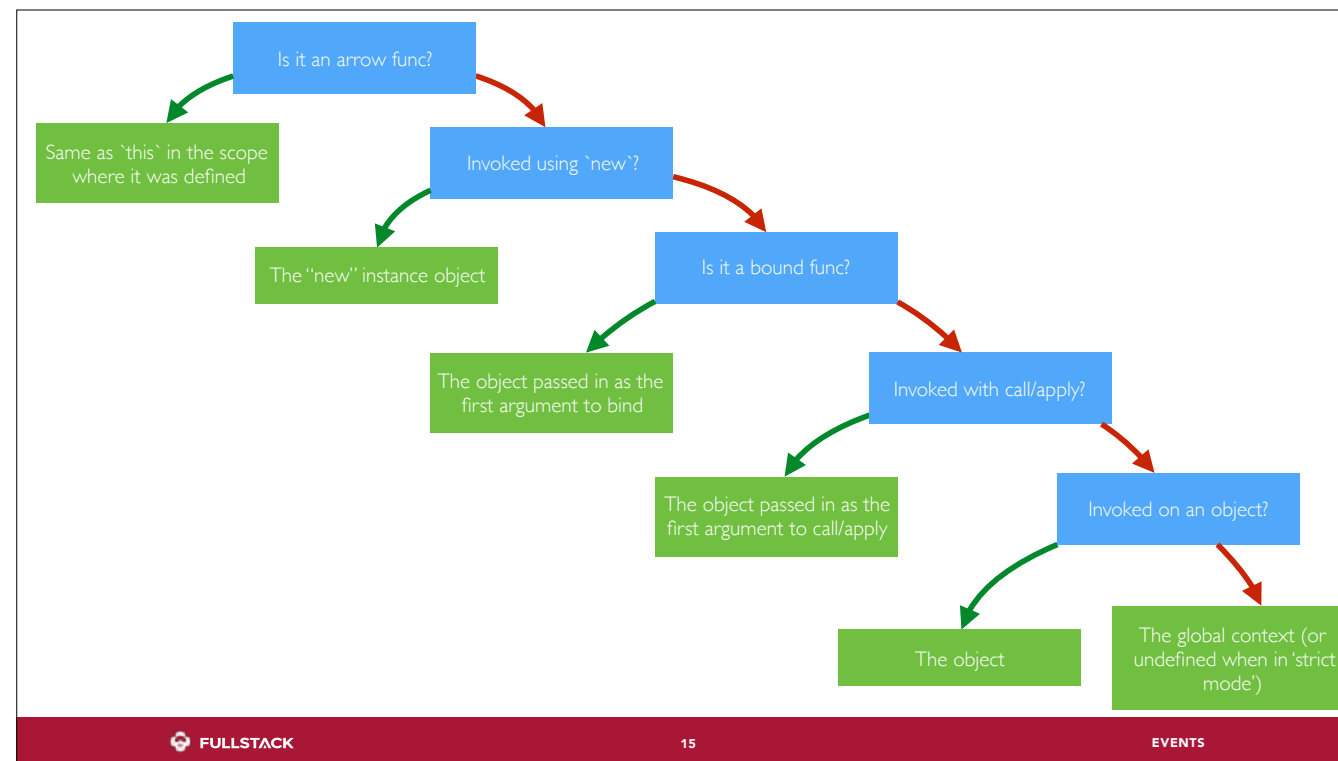 Is it an arrow func?
Same as `this` in the scope
where it was defined
Invoked using `new`?
The “new” instance object
Is it a bound func?
The object passed in as the
first argument to bind
Invoked with call/apply?
The object passed in as the
first argument to call/apply
Invoked on an object?
The object
The global context (or
undefined when in ‘strict
mode’)
FULLSTACK
15
EVENTS